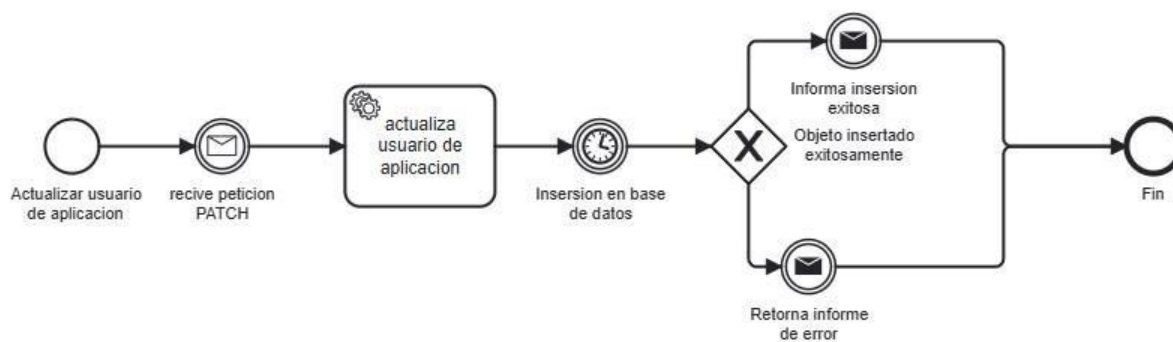 Actualizar usuario
de aplicacion
recive peticion
PATCH
actualiza
usuario de
aplicacion
Insersion en base
de datos
Informa insersion
exitosa
Objeto insertado
exitosamente
Retorna informe
de error
Fin